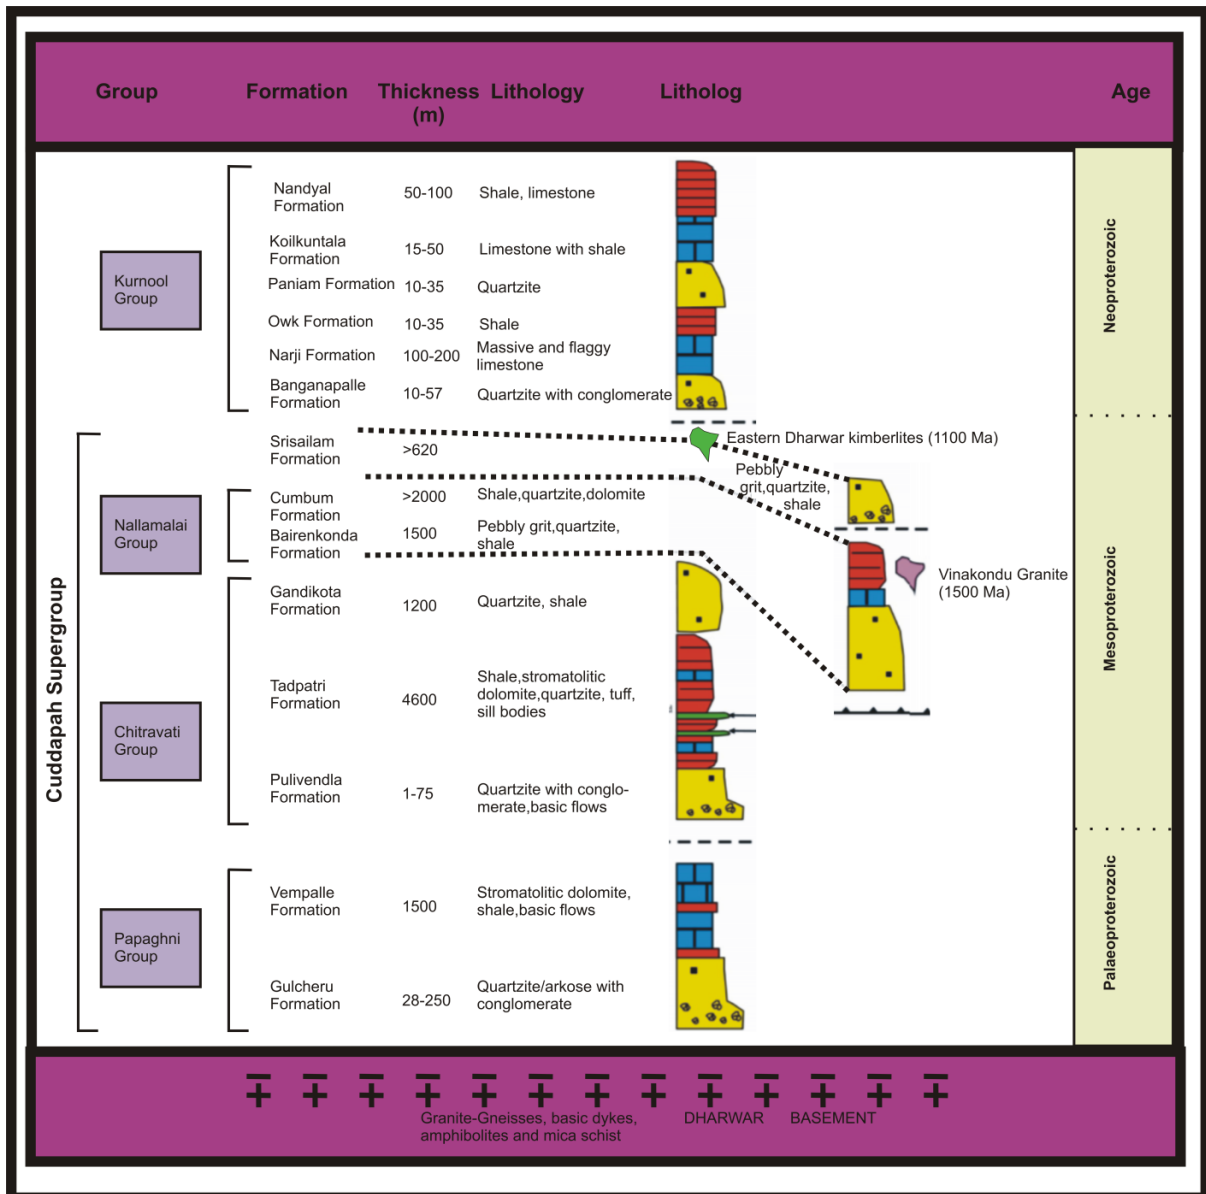 Group Formation Thickness (m) Lithology Litholog Age
Kurnool
Group
Nandyal
Formation
50-100
Shale, limestone
Koilkuntala
Formation
15-50
Limestone with shale
Paniam Formation
10-35
Quartzite
Owk Formation
10-35
Shale
Narji Formation
100-200
Massive and flaggy
limestone
Banganapalle
Formation
10-57
Quartzite with conglomerate
Neoproterozoic
Cuddapah Supergroup
Srisailam
Formation
>620
Eastern Dharwar kimberlites (1100 Ma)
Pebbly
grit,quartzite,
shale
Nallamalai
Group
Cumbum
Formation
>2000
Shale,quartzite,dolomite
Bairenkonda
Formation
1500
Pebbly grit,quartzite,
shale
Vinakondu Granite
(1500 Ma)
Chitravati
Group
Gandikota
Formation
1200
Quartzite, shale
Tadpatri
Formation
4600
Shale,stromatolitic
dolomite,quartzite, tuff,
sill bodies
Pulivendla
Formation
1-75
Quartzite with conglo-
merate,basic flows
Mesoproterozoic
Papaghni
Group
Vempalle
Formation
1500
Stromatolitic dolomite,
shale,basic flows
Gulcheru
Formation
28-250
Quartzite/arkose with
conglomerate
Palaeoproterozoic
Granite-Gneisses, basic dykes,
amphibolites and mica schist
DHARWAR BASEMENT